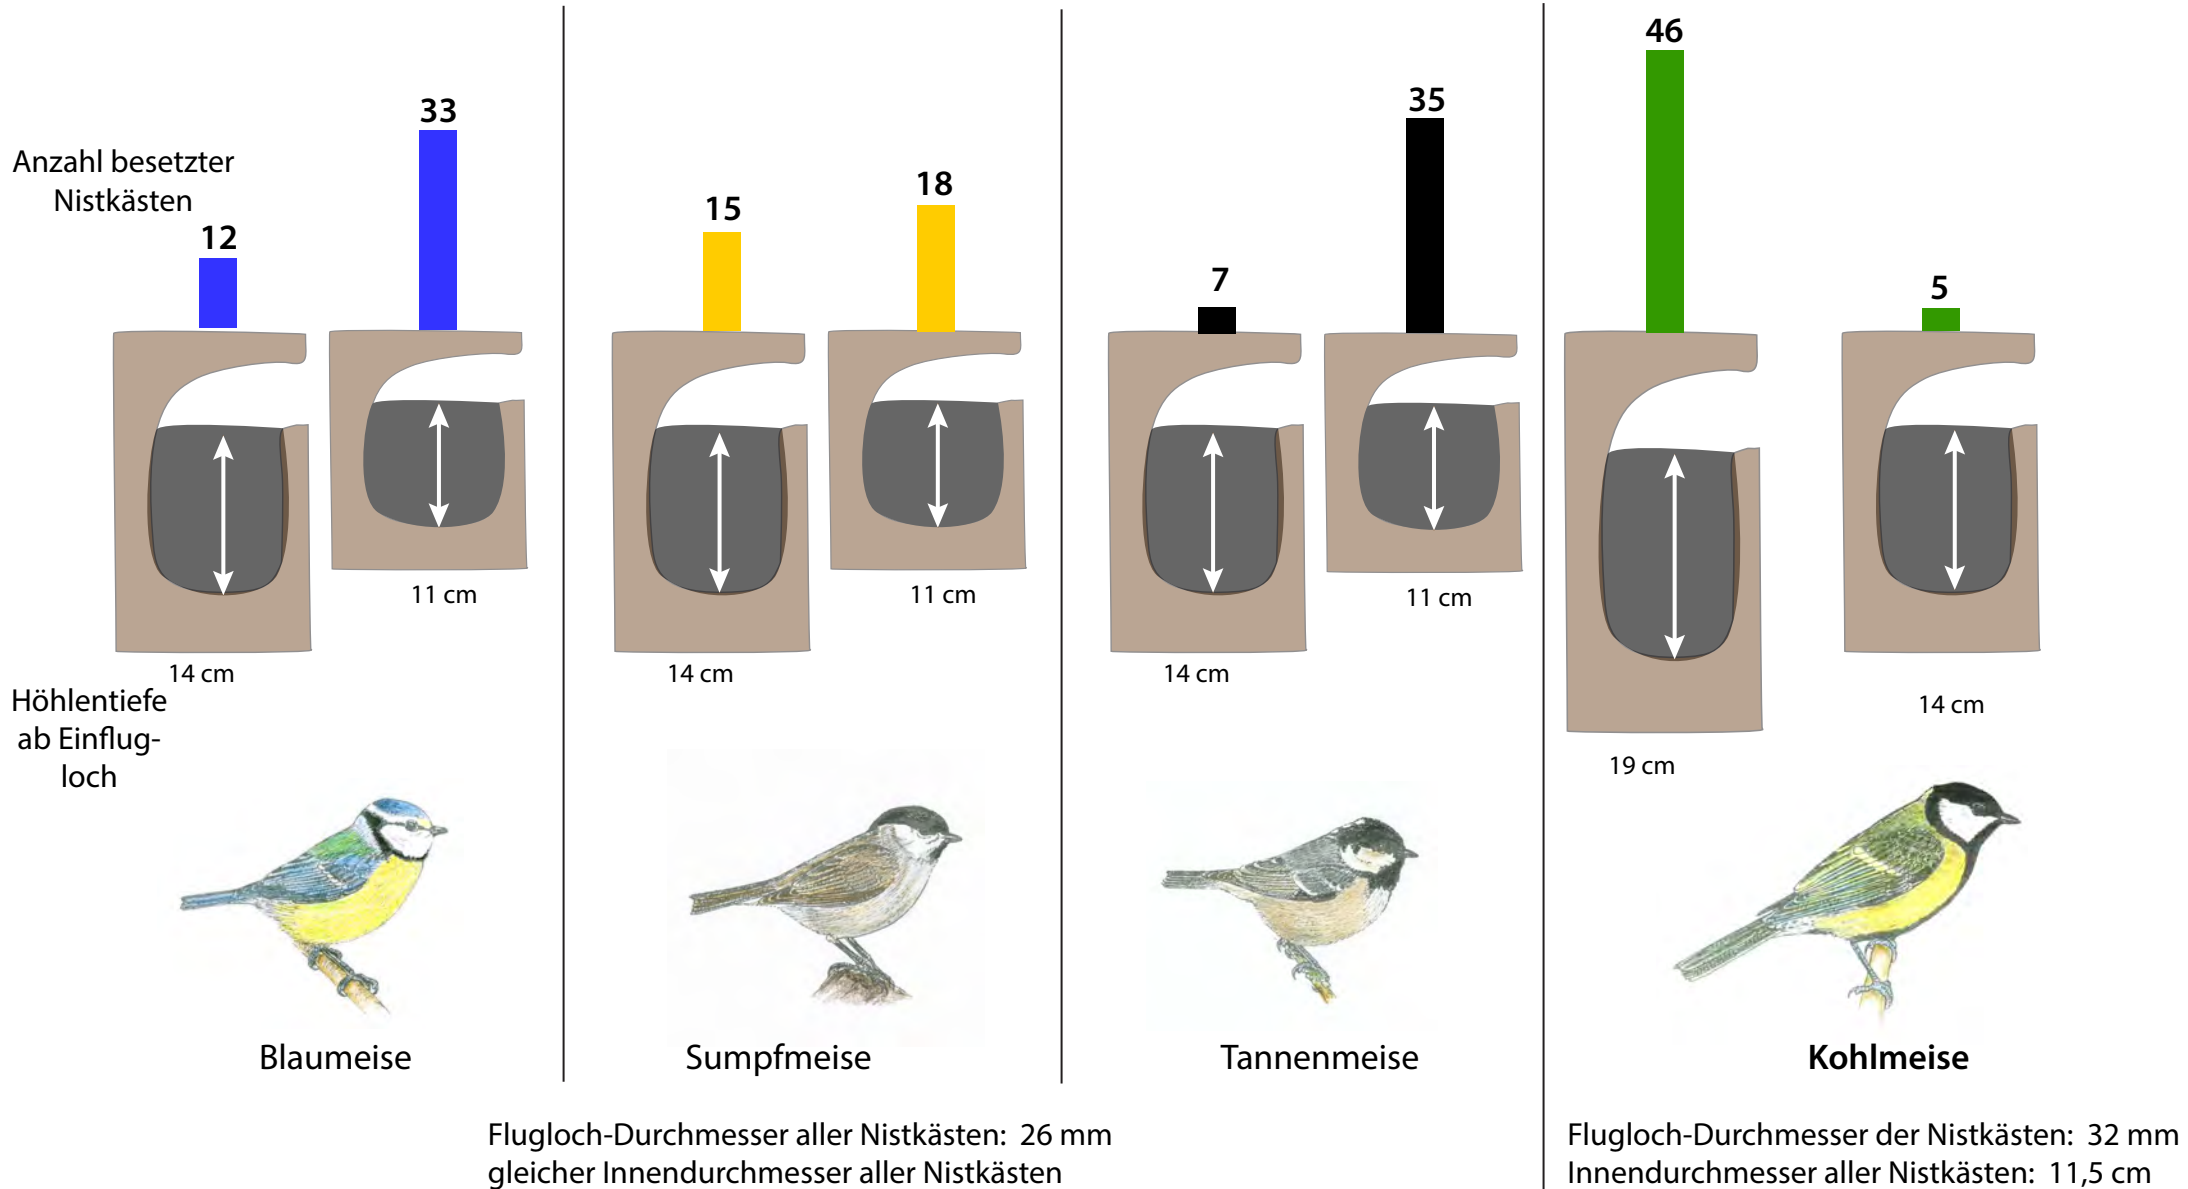 Anzahl besetzter
Nistkästen
12
33
15
18
7
35
46
5
14 cm
11 cm
14 cm
11 cm
14 cm
11 cm
19 cm
14 cm
Höhlentiefe
ab Einflug-
loch
Blaumeise
Sumpfmeise
Tannenmeise
Kohlmeise
Flugloch-Durchmesser aller Nistkästen:  26 mm
gleicher Innendurchmesser aller Nistkästen
Flugloch-Durchmesser der Nistkästen:  32 mm
Innendurchmesser aller Nistkästen:  11,5 cm